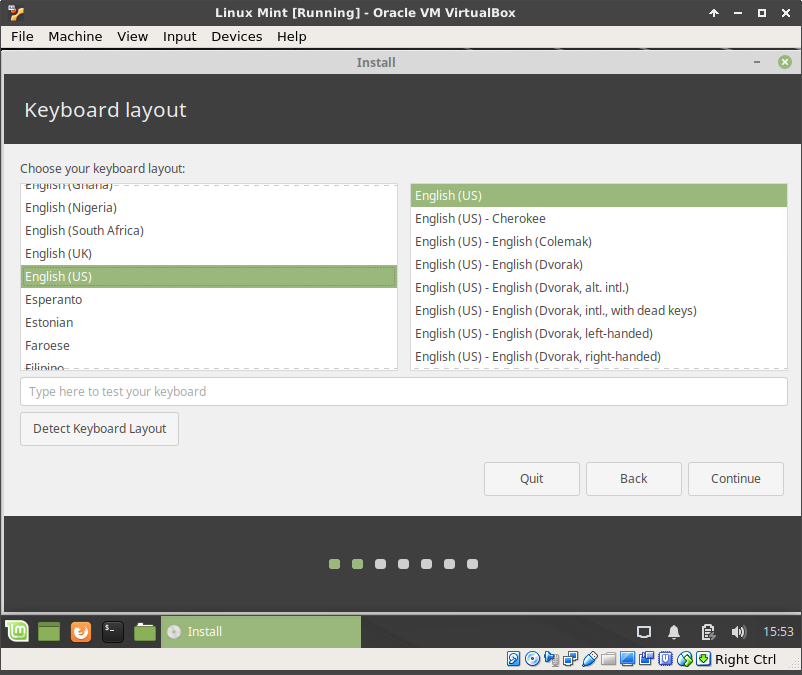 Linux Mint [Running] - Oracle VM VirtualBox
File Machine View Input Devices Help
Install
Keyboard layout
Choose your keyboard layout:
English (Ghana)
English (Nigeria)
English (South Africa)
English (UK)
English (US)
Esperanto
Estonian
Faroese
Filipino
English (US)
English (US) - Cherokee
English (US) - English (Colemak)
English (US) - English (Dvorak)
English (US) - English (Dvorak, alt. intl.)
English (US) - English (Dvorak, intl., with dead keys)
English (US) - English (Dvorak, left-handed)
English (US) - English (Dvorak, right-handed)
Type here to test your keyboard
Detect Keyboard Layout
Quit Back Continue
Install 15:53
Right Ctrl